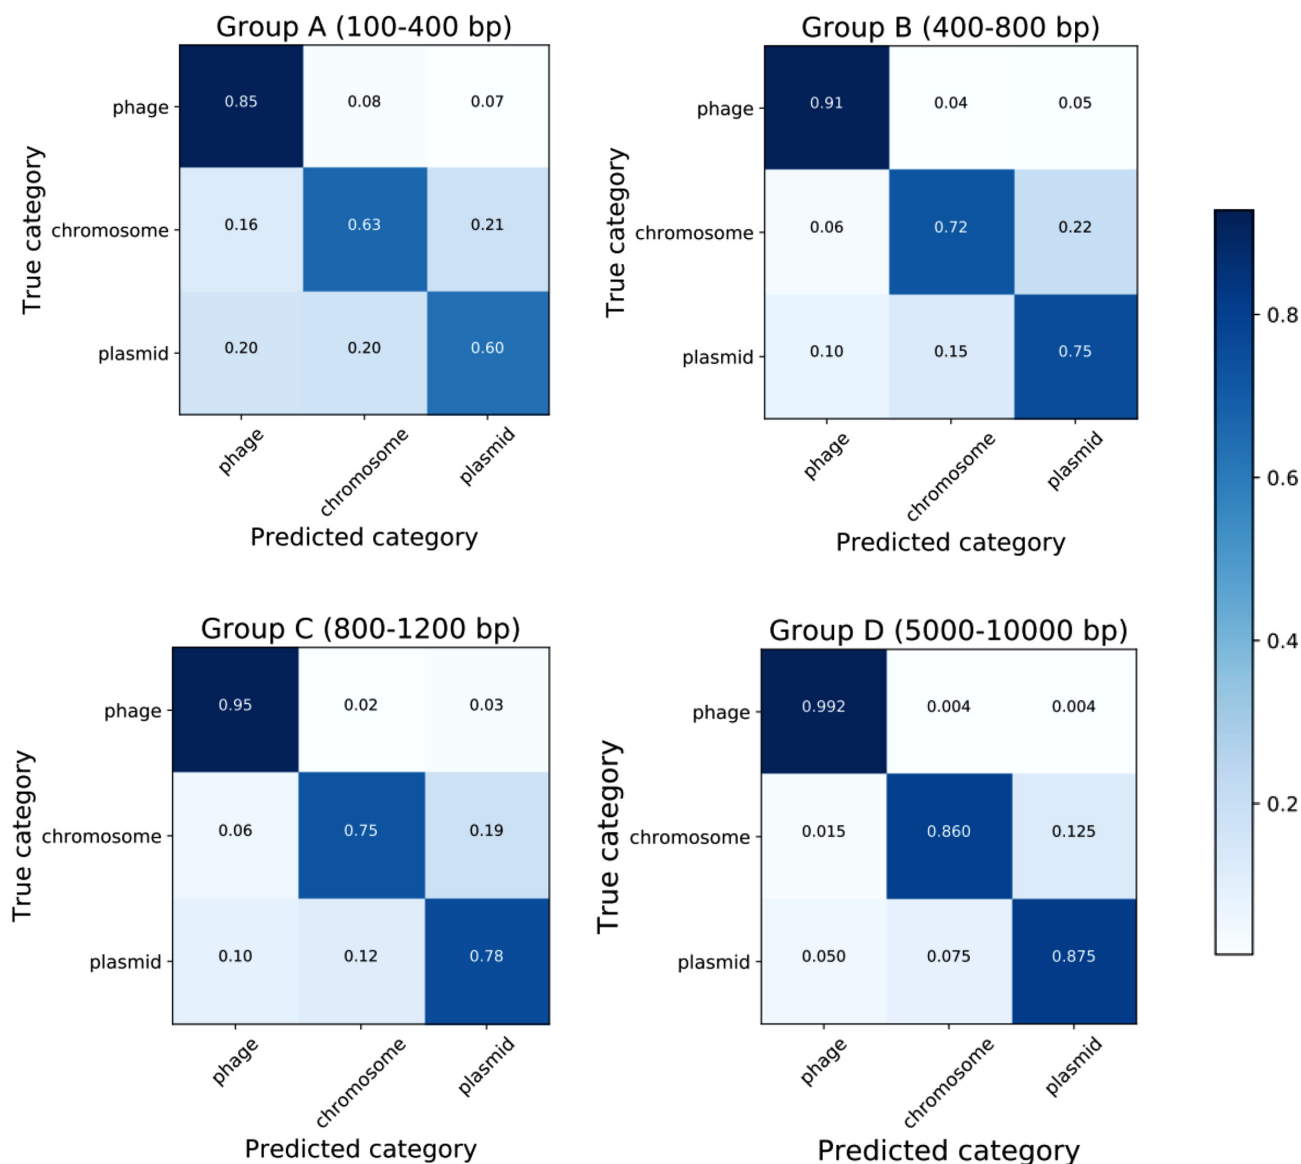 Group A (100-400 bp)
True category
phage
0.85 0.08 0.07
chromosome
0.16 0.63 0.21
plasmid
0.20 0.20 0.60
phage chromosome plasmid
Predicted category
Group B (400-800 bp)
True category
phage
0.91 0.04 0.05
chromosome
0.06 0.72 0.22
plasmid
0.10 0.15 0.75
phage chromosome plasmid
Predicted category
Group C (800-1200 bp)
True category
phage
0.95 0.02 0.03
chromosome
0.06 0.75 0.19
plasmid
0.10 0.12 0.78
phage chromosome plasmid
Predicted category
Group D (5000-10000 bp)
True category
phage
0.992 0.004 0.004
chromosome
0.015 0.860 0.125
plasmid
0.050 0.075 0.875
phage chromosome plasmid
Predicted category
0.8
0.6
0.4
0.2